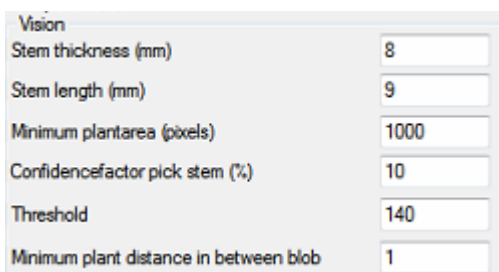 Vision
Stem thickness (mm) 8
Stem length (mm) 9
Minimum plantarea (pixels) 1000
Confidencefactor pick stem (%) 10
Threshold 140
Minimum plant distance in between blob 1